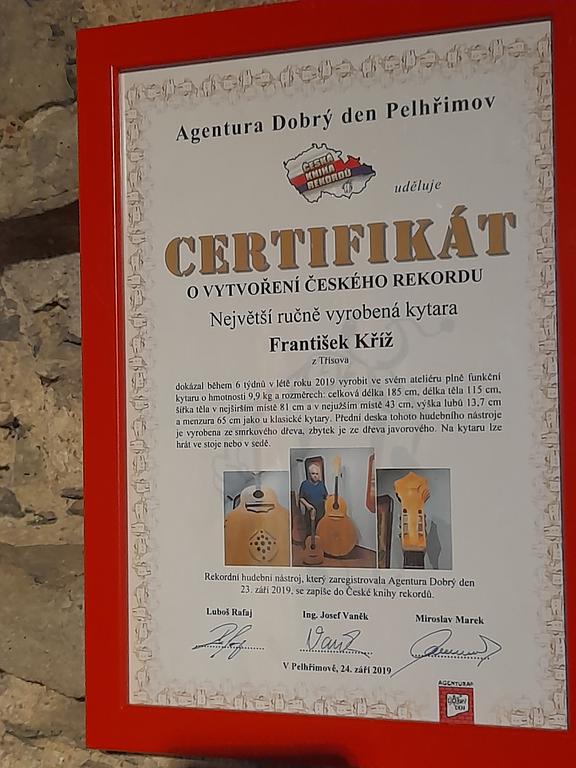 Agentura Dobrý den Pelhřimov
ČESKÁ
KNIHA
REKORDŮ
uděluje
CERTIFIKÁT
O VYTVOŘENÍ ČESKÉHO REKORDU
Největší ručně vyrobená kytara
František Kříž
z Třísova
dokázal během 6 týdnů v létě roku 2019 vyrobit ve svém ateliéru plně funkční
kytaru o hmotnosti 9,9 kg a rozměrech: celková délka 185 cm, délka těla 115 cm,
šířka těla v nejširším místě 81 cm a v nejužším místě 43 cm, výška lubů 13,7 cm
a menzura 65 cm jako u klasické kytary. Přední deska tohoto hudebního nástroje
je vyrobena ze smrkového dřeva, zbytek je ze dřeva javorového. Na kytaru lze
hrát ve stoje nebo v sedě.
Rekordní hudební nástroj, který zaregistrovala Agentura Dobrý den
23. září 2019, se zapíše do České knihy rekordů.
Luboš Rafaj Ing. Josef Vaněk Miroslav Marek
V Pelhřimově, 24. září 2019
AGENTURA
DOBRÝ
DEN